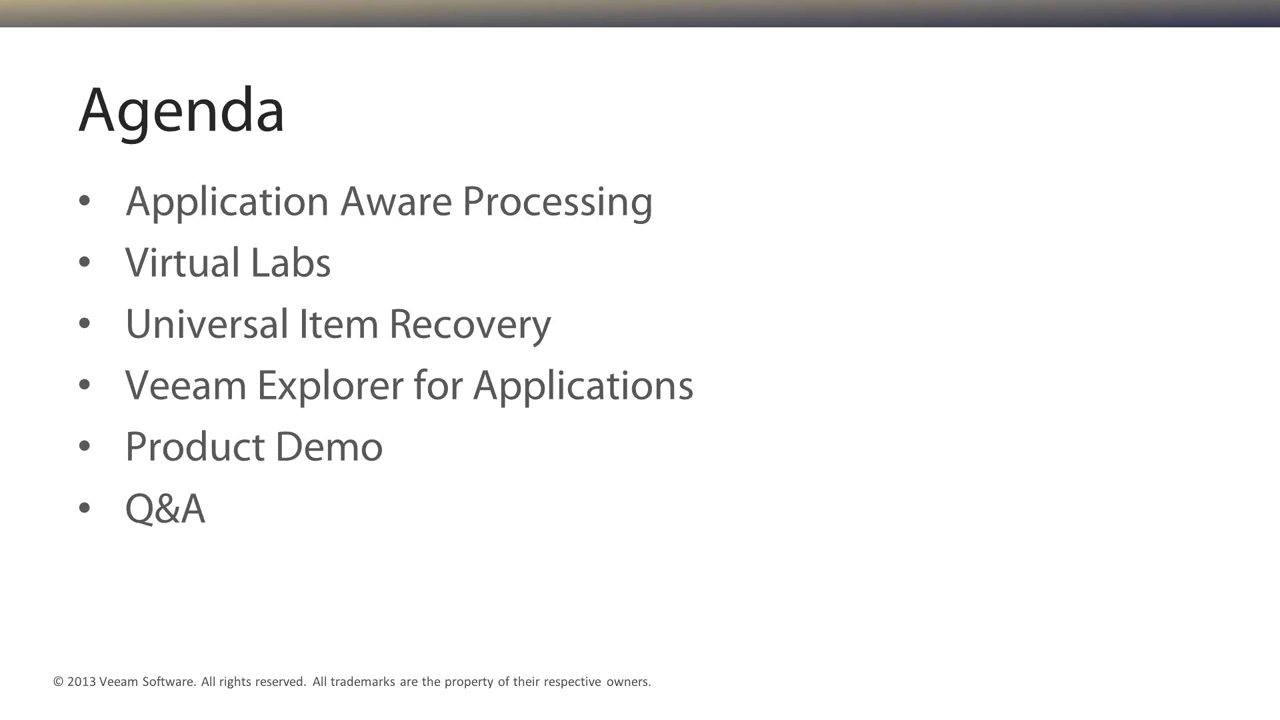 Agenda
• Application Aware Processing
• Virtual Labs
• Universal Item Recovery
• Veeam Explorer for Applications
• Product Demo
• Q&A
© 2013 Veeam Software. All rights reserved. All trademarks are the property of their respective owners.